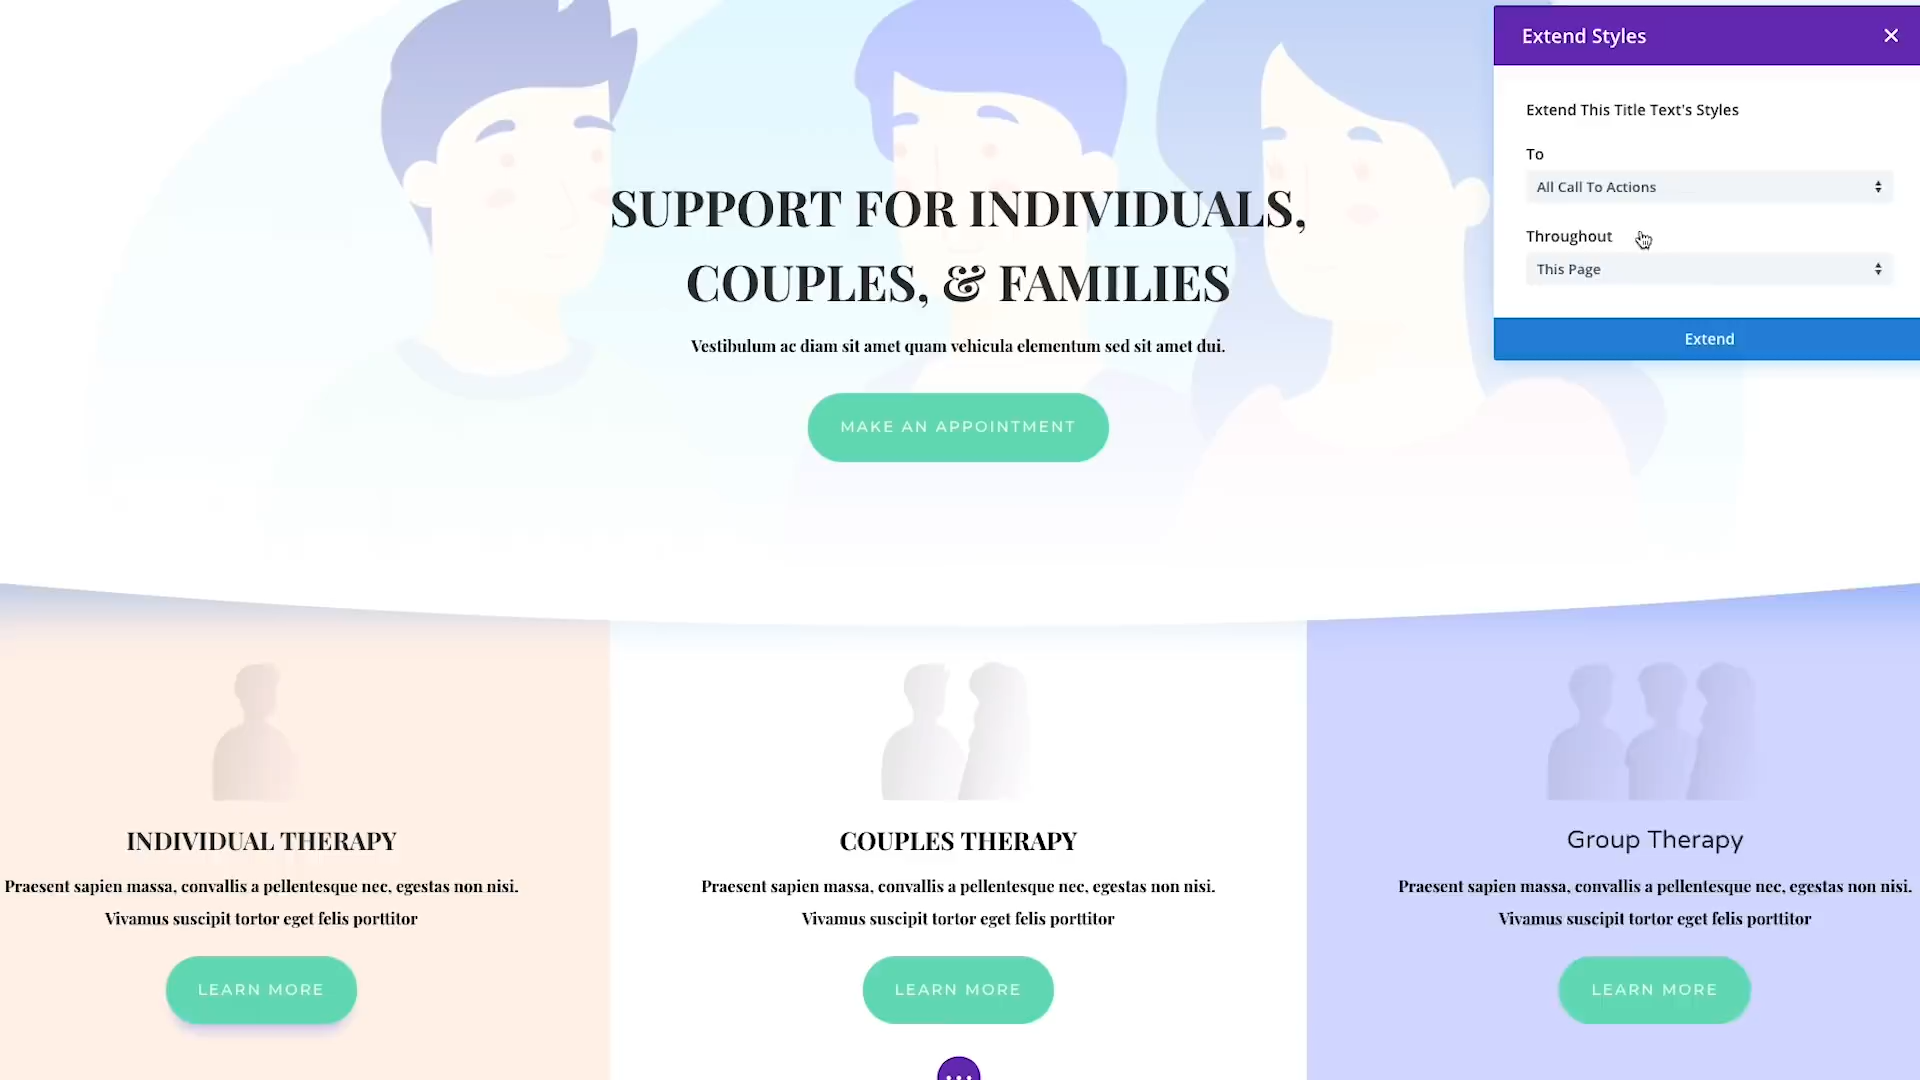 Extend Styles
Extend This Title Text's Styles
To
All Call To Actions
Throughout
This Page
Extend
SUPPORT FOR INDIVIDUALS,
COUPLES, & FAMILIES
Vestibulum ac diam sit amet quam vehicula elementum sed sit amet dui.
MAKE AN APPOINTMENT
INDIVIDUAL THERAPY
Praesent sapien massa, convallis a pellentesque nec, egestas non nisi.
Vivamus suscipit tortor eget felis porttitor
LEARN MORE
COUPLES THERAPY
Praesent sapien massa, convallis a pellentesque nec, egestas non nisi.
Vivamus suscipit tortor eget felis porttitor
LEARN MORE
Group Therapy
Praesent sapien massa, convallis a pellentesque nec, egestas non nisi.
Vivamus suscipit tortor eget felis porttitor
LEARN MORE